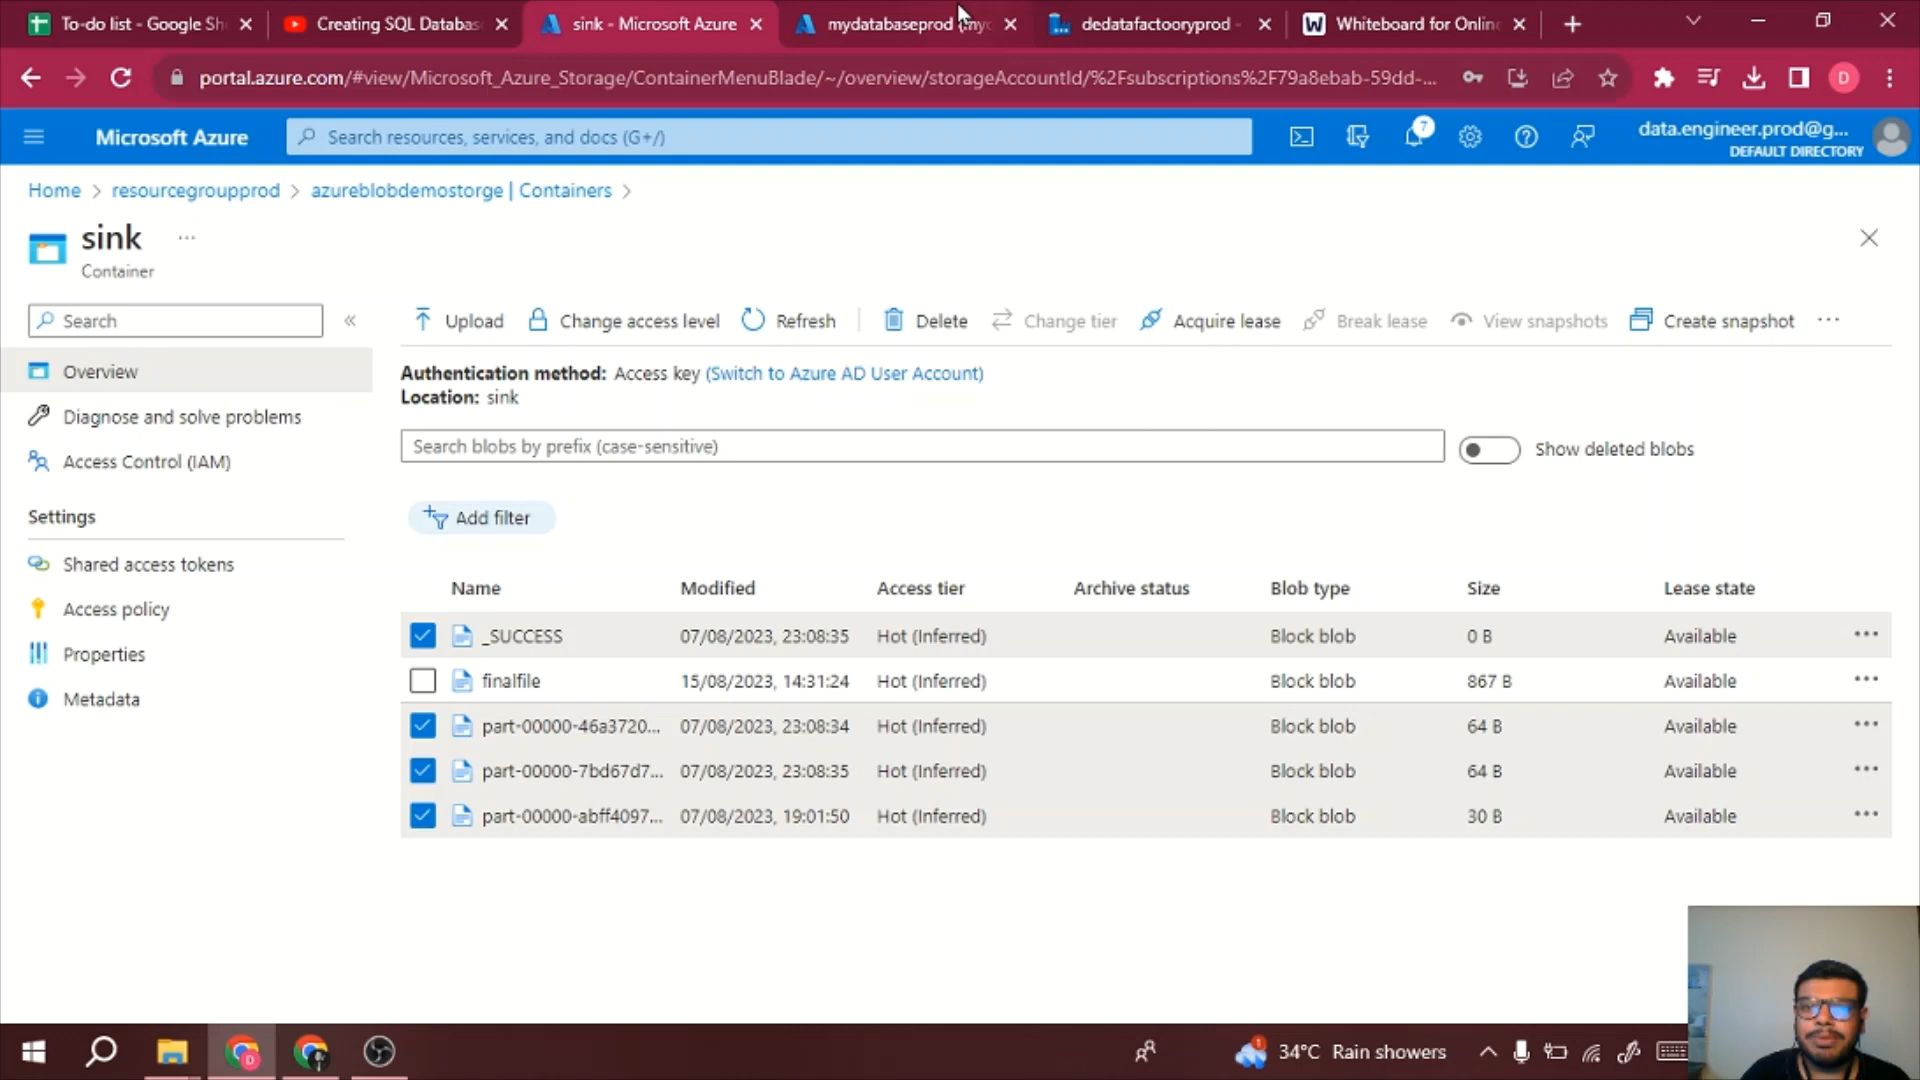 To-do list - Google Sh
Creating SQL Databas
sink - Microsoft Azure
mydatabaseprod
dedatafactooryprod -
Whiteboard for Onlin
portal.azure.com/#view/Microsoft_Azure_Storage/ContainerMenuBlade/~/overview/storageAccountId/%2Fsubscriptions%2F79a8ebab-59dd-...
D
Microsoft Azure
Search resources, services, and docs (G+/)
7
data.engineer.prod@g...
DEFAULT DIRECTORY
Home > resourcegroupprod > azureblobdemostorge | Containers >
sink ...
Container
Search
«
Upload
Change access level
Refresh
Delete
Change tier
Acquire lease
Break lease
View snapshots
Create snapshot
...
Overview
Diagnose and solve problems
Access Control (IAM)
Settings
Shared access tokens
Access policy
Properties
Metadata
Authentication method: Access key (Switch to Azure AD User Account)
Location: sink
Search blobs by prefix (case-sensitive)
Show deleted blobs
Add filter
Name Modified Access tier Archive status Blob type Size Lease state
_SUCCESS 07/08/2023, 23:08:35 Hot (Inferred) Block blob 0 B Available ...
finalfile 15/08/2023, 14:31:24 Hot (Inferred) Block blob 867 B Available ...
part-00000-46a3720... 07/08/2023, 23:08:34 Hot (Inferred) Block blob 64 B Available ...
part-00000-7bd67d7... 07/08/2023, 23:08:35 Hot (Inferred) Block blob 64 B Available ...
part-00000-abff4097... 07/08/2023, 19:01:50 Hot (Inferred) Block blob 30 B Available ...
34°C Rain showers